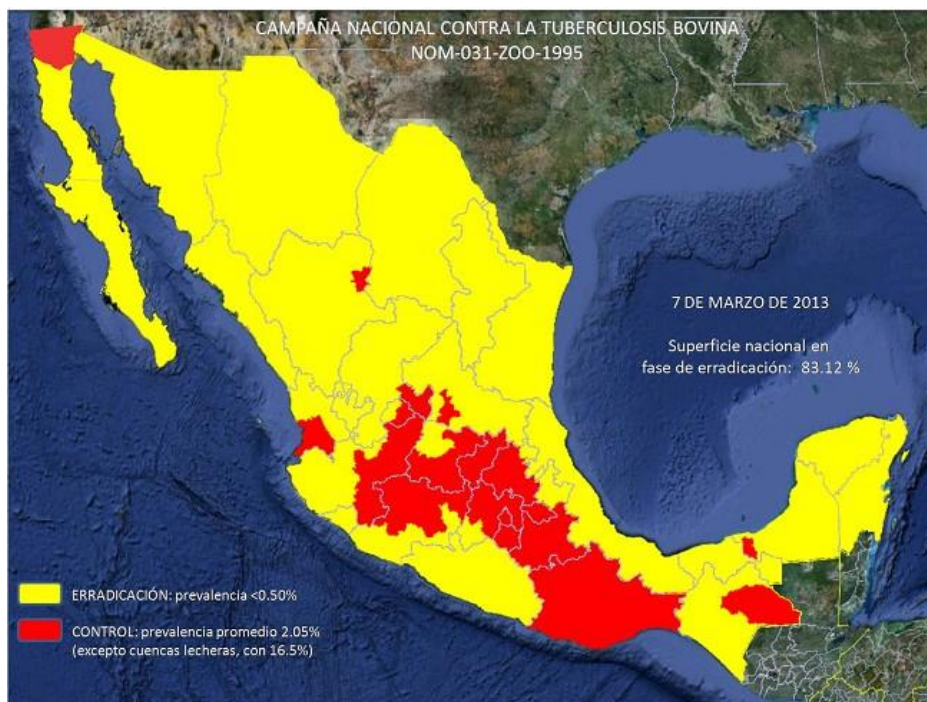 CAMPAÑA NACIONAL CONTRA LA TUBERCULOSIS BOVINA
NOM-031-ZOO-1995
7 DE MARZO DE 2013
Superficie nacional en
fase de erradicación: 83.12 %
ERRADICACIÓN: prevalencia <0.50%
CONTROL: prevalencia promedio 2.05%
(excepto cuencas lecheras, con 16.5%)